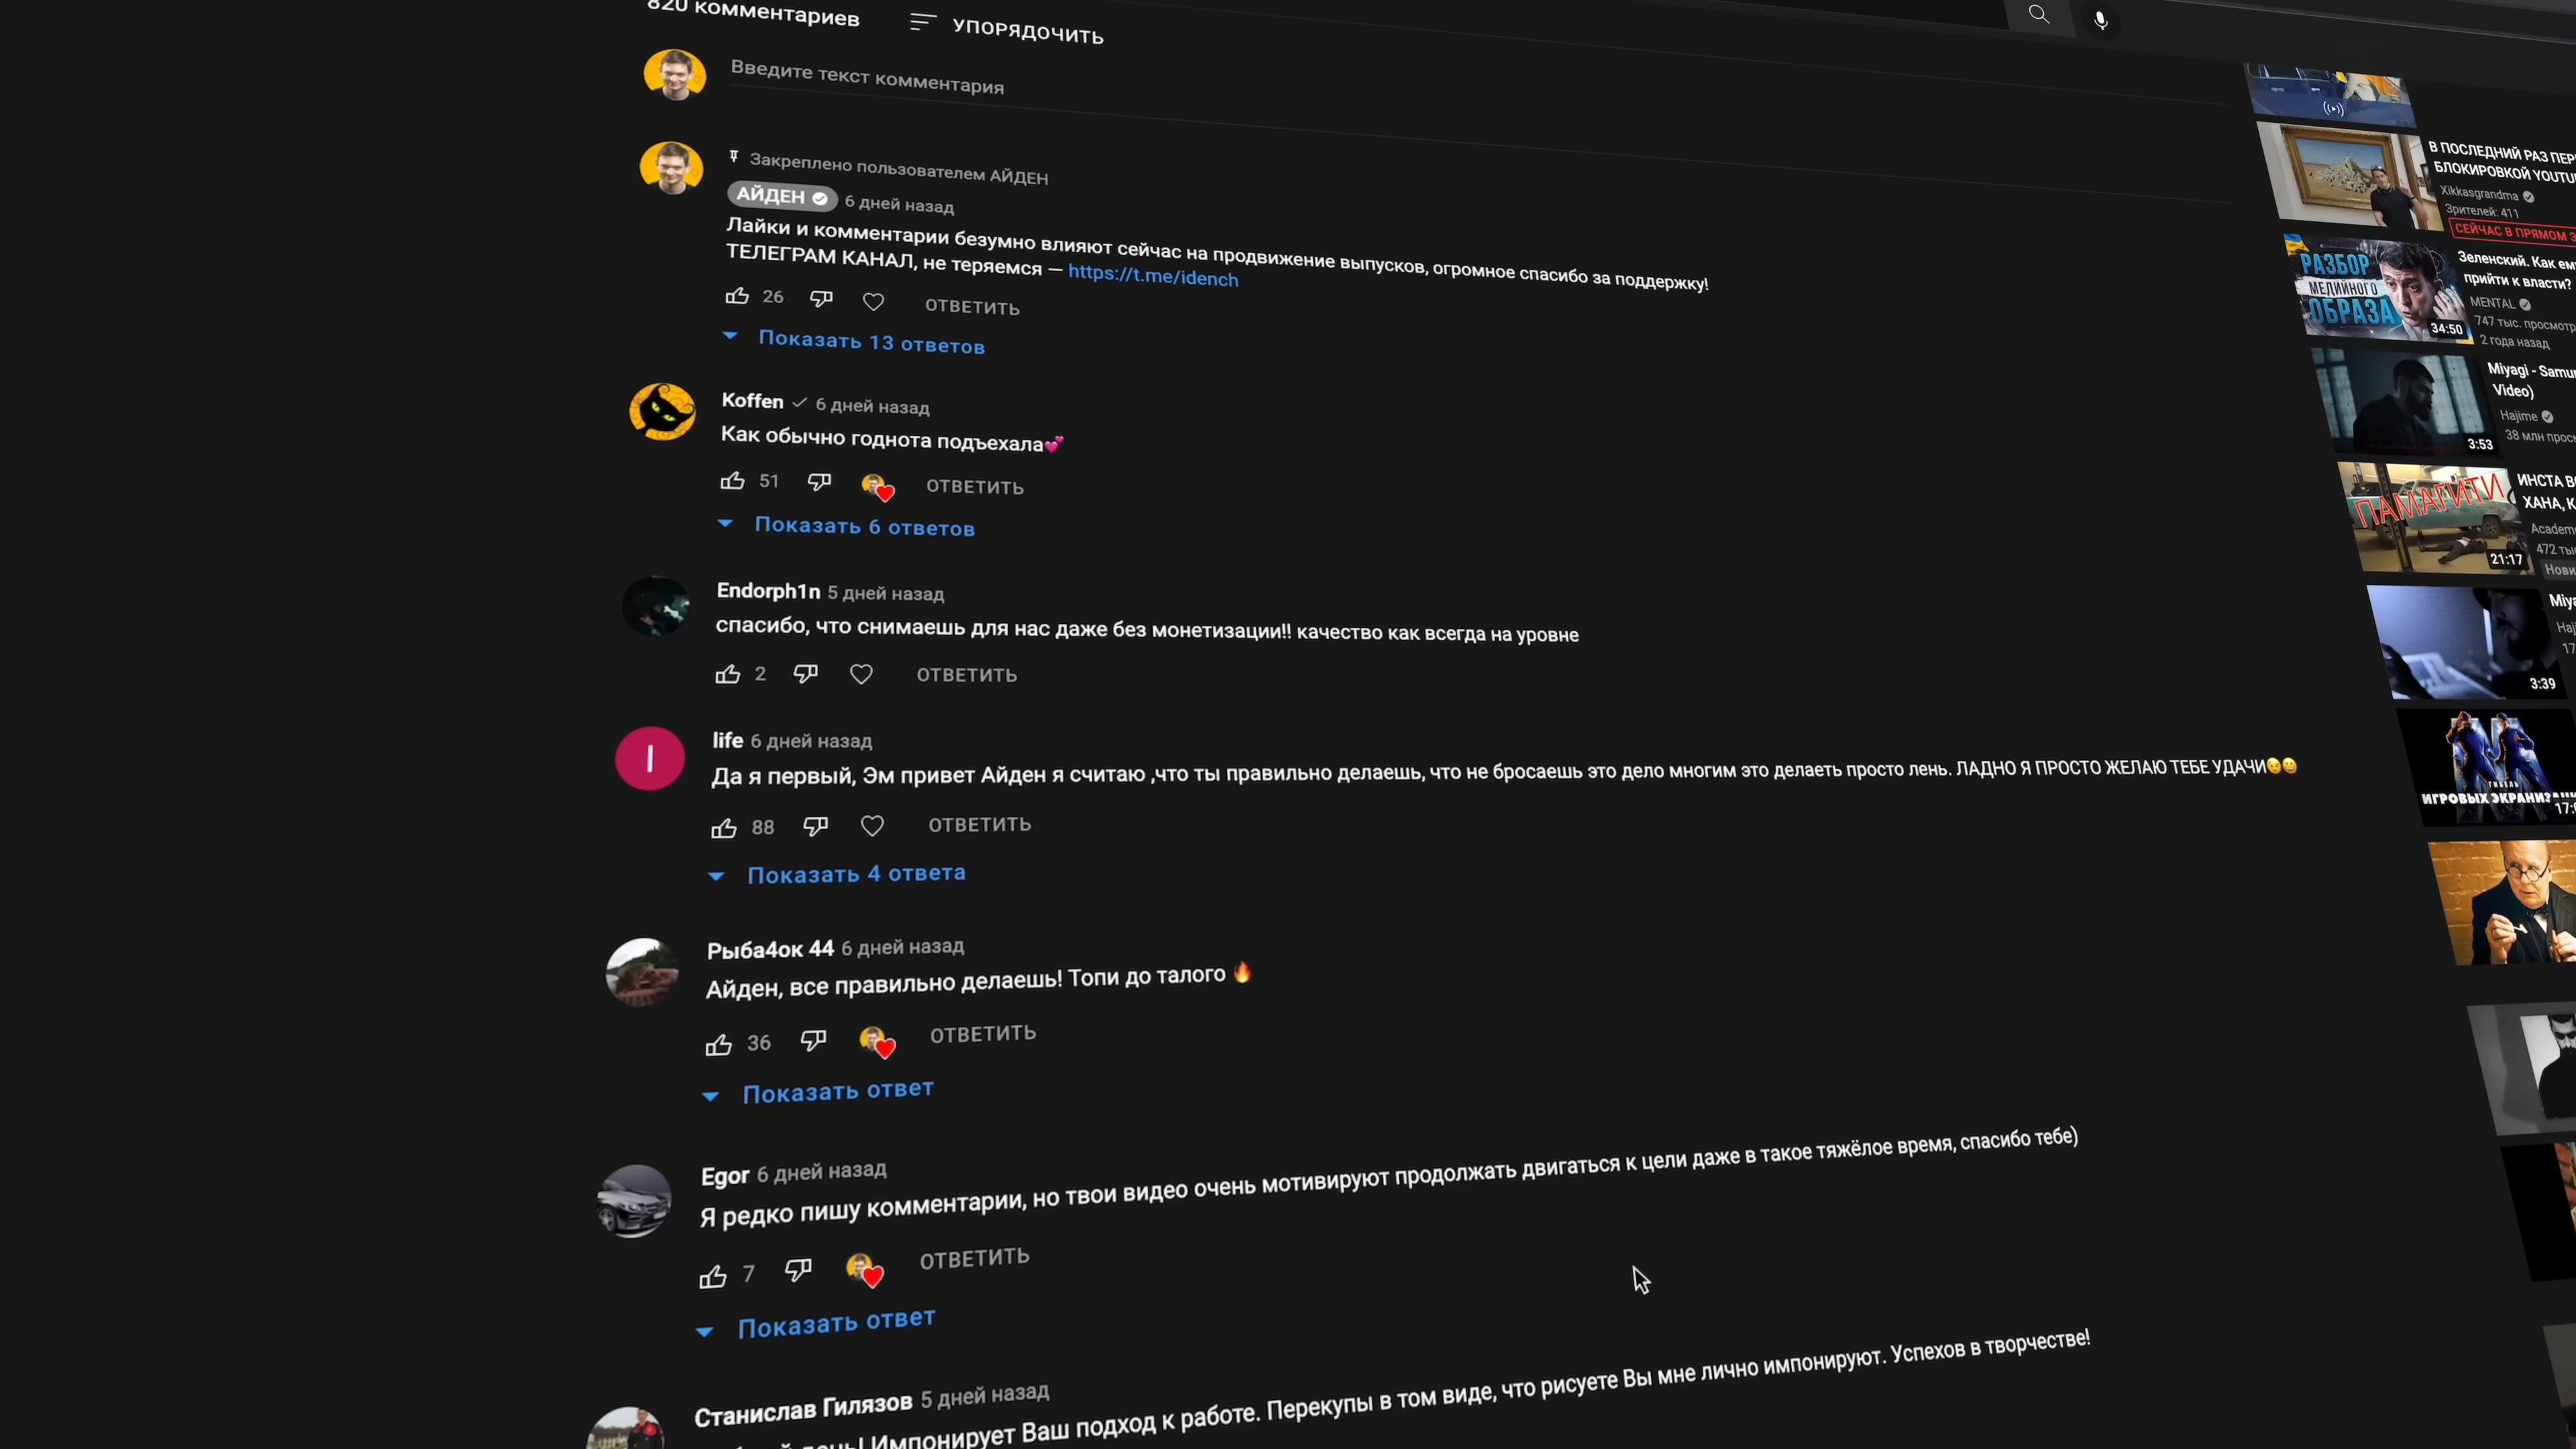 820 комментариев
УПОРЯДОЧИТЬ
Введите текст комментария
Закреплено пользователем АЙДЕН
АЙДЕН 6 дней назад
Лайки и комментарии безумно влияют сейчас на продвижение выпусков, огромное спасибо за поддержку!
ТЕЛЕГРАМ КАНАЛ, не теряемся — https://t.me/idench
26 ОТВЕТИТЬ
Показать 13 ответов
Koffen 6 дней назад
Как обычно годнота подъехала💕
51 ОТВЕТИТЬ
Показать 6 ответов
Endorph1n 5 дней назад
спасибо, что снимаешь для нас даже без монетизации!! качество как всегда на уровне
2 ОТВЕТИТЬ
I
life 6 дней назад
Да я первый, Эм привет Айден я считаю ,что ты правильно делаешь, что не бросаешь это дело многим это делаеть просто лень. ЛАДНО Я ПРОСТО ЖЕЛАЮ ТЕБЕ УДАЧИ😉😀
88 ОТВЕТИТЬ
Показать 4 ответа
Рыба4ок 44 6 дней назад
Айден, все правильно делаешь! Топи до талого 🔥
36 ОТВЕТИТЬ
Показать ответ
Egor 6 дней назад
Я редко пишу комментарии, но твои видео очень мотивируют продолжать двигаться к цели даже в такое тяжёлое время, спасибо тебе)
7 ОТВЕТИТЬ
Показать ответ
Станислав Гилязов 5 дней назад
Импонирует Ваш подход к работе. Перекупы в том виде, что рисуете Вы мне лично импонируют. Успехов в творчестве!
В ПОСЛЕДНИЙ РАЗ
БЛОКИРОВКОЙ
Xikkasgrandma
Зрителей: 411
СЕЙЧАС В ПРЯМОМ
РАЗБОР
МЕДИЙНОГО
ОБРАЗА
34:50
Зеленский. Как
прийти к власти?
MENTAL
747 тыс.
2 года назад
3:53
Miyagi -
Video)
Hajime
38 млн
ПАМАГИТИ
21:17
ИНСТА
ХАНА,
472
3:39
ГИБЕЛЬ
ИГРОВЫХ